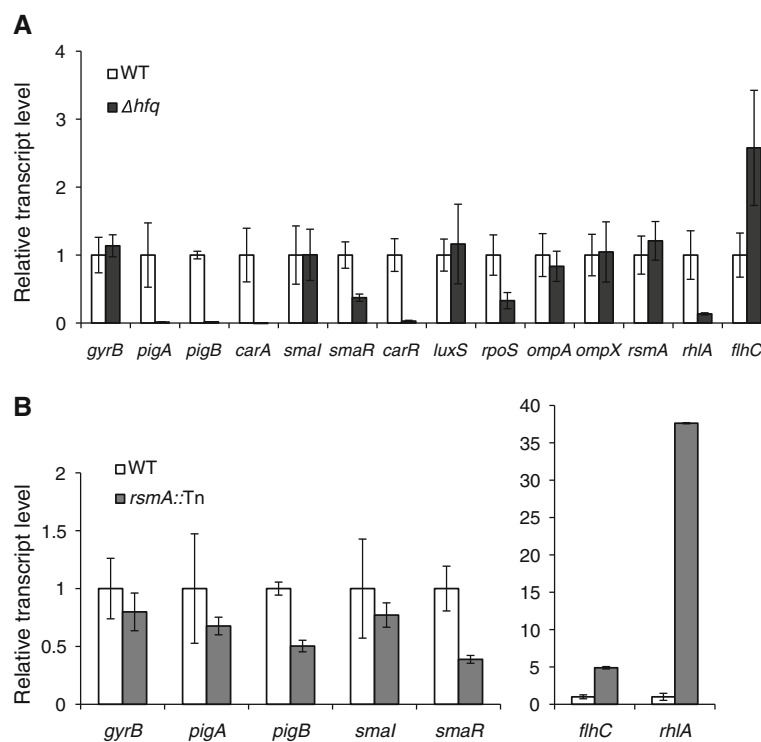 A
Relative transcript level
4
3
2
1
0
WT
Δhfq
gyrB pigA pigB carA smaI smaR carR luxS rpoS ompA ompX rsmA rhlA flhC
B
Relative transcript level
2
1.5
1
0.5
0
WT
rsmA::Tn
gyrB pigA pigB smaI smaR
40
35
30
25
20
15
10
5
0
flhC rhlA